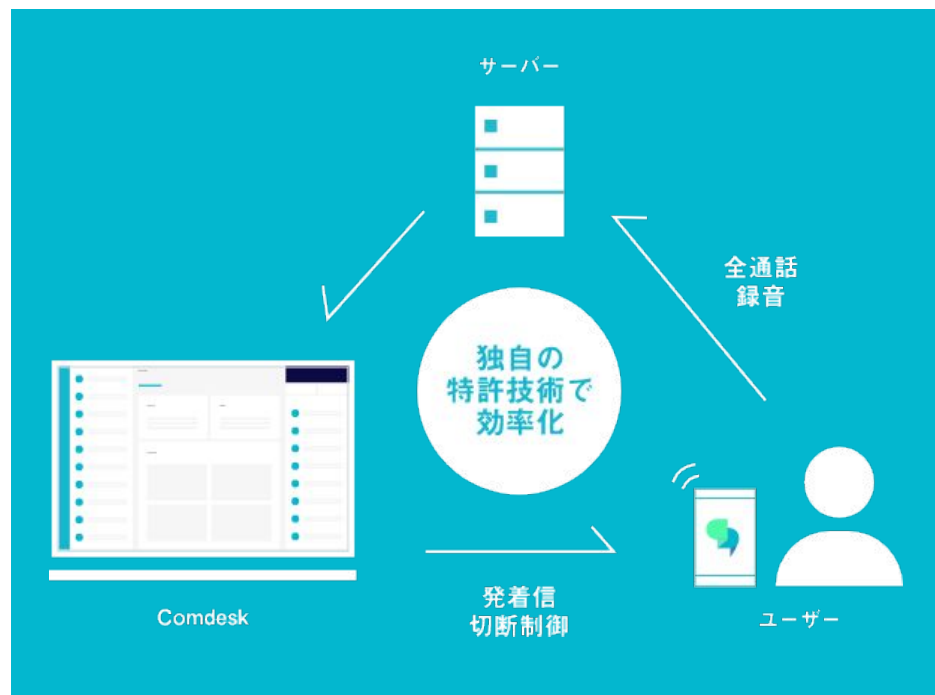 サーバー
全通話
録音
独自の
特許技術で
効率化
Comdesk
発着信
切断制御
ユーザー